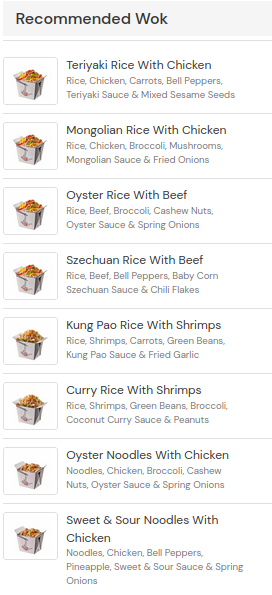 Recommended Wok
Teriyaki Rice With Chicken
Rice, Chicken, Carrots, Bell Peppers,
Teriyaki Sauce & Mixed Sesame Seeds
Mongolian Rice With Chicken
Rice, Chicken, Broccoli, Mushrooms,
Mongolian Sauce & Fried Onions
Oyster Rice With Beef
Rice, Beef, Broccoli, Cashew Nuts,
Oyster Sauce & Spring Onions
Szechuan Rice With Beef
Rice, Beef, Bell Peppers, Baby Corn
Szechuan Sauce & Chili Flakes
Kung Pao Rice With Shrimps
Rice, Shrimps, Carrots, Green Beans,
Kung Pao Sauce & Fried Garlic
Curry Rice With Shrimps
Rice, Shrimps, Green Beans, Broccoli,
Coconut Curry Sauce & Peanuts
Oyster Noodles With Chicken
Noodles, Chicken, Broccoli, Cashew
Nuts, Oyster Sauce & Spring Onions
Sweet & Sour Noodles With
Chicken
Noodles, Chicken, Bell Peppers,
Pineapple, Sweet & Sour Sauce & Spring
Onions